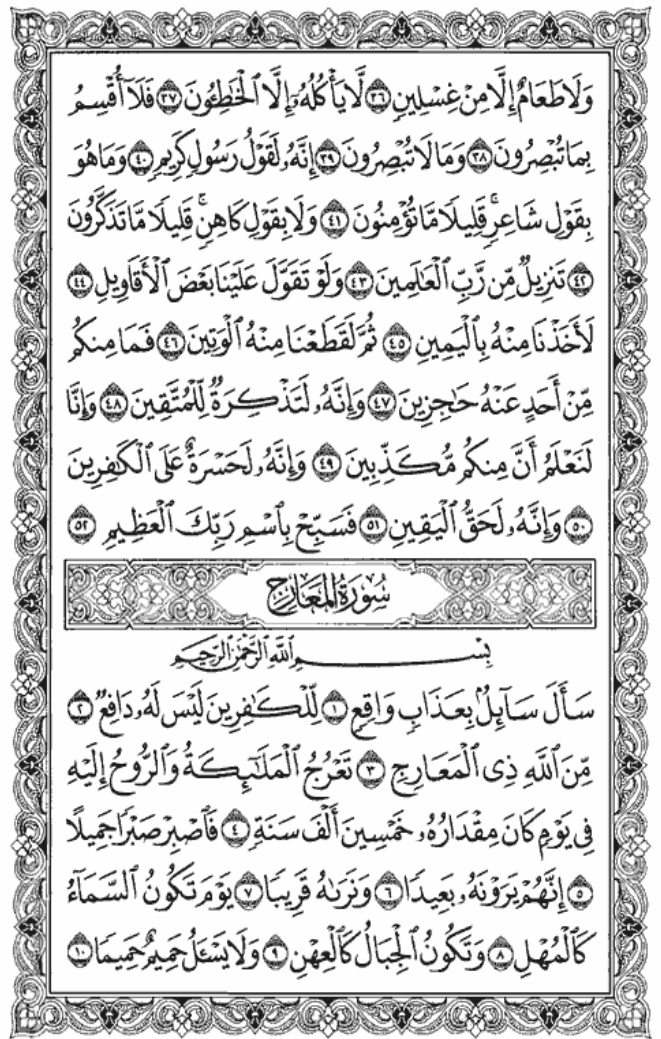 وَلَا طَعَامٌ إِلَّا مِنْ غِسْلِينٍ ٣٦ لَّا يَأْكُلُهُۥٓ إِلَّا ٱلْخَٰطِـُٔونَ ٣٧ فَلَآ أُقْسِمُ
بِمَا تُبْصِرُونَ ٣٨ وَمَا لَا تُبْصِرُونَ ٣٩ إِنَّهُۥ لَقَوْلُ رَسُولٍ كَرِيمٍ ٤٠ وَمَا هُوَ
بِقَوْلِ شَاعِرٍ ۚ قَلِيلًا مَّا تُؤْمِنُونَ ٤١ وَلَا بِقَوْلِ كَاهِنٍ ۚ قَلِيلًا مَّا تَذَكَّرُونَ
٤٢ تَنزِيلٌ مِّن رَّبِّ ٱلْعَٰلَمِينَ ٤٣ وَلَوْ تَقَوَّلَ عَلَيْنَا بَعْضَ ٱلْأَقَاوِيلِ ٤٤
لَأَخَذْنَا مِنْهُ بِٱلْيَمِينِ ٤٥ ثُمَّ لَقَطَعْنَا مِنْهُ ٱلْوَتِينَ ٤٦ فَمَا مِنكُم
مِّنْ أَحَدٍ عَنْهُ حَٰجِزِينَ ٤٧ وَإِنَّهُۥ لَتَذْكِرَةٌ لِّلْمُتَّقِينَ ٤٨ وَإِنَّا
لَنَعْلَمُ أَنَّ مِنكُم مُّكَذِّبِينَ ٤٩ وَإِنَّهُۥ لَحَسْرَةٌ عَلَى ٱلْكَٰفِرِينَ
٥٠ وَإِنَّهُۥ لَحَقُّ ٱلْيَقِينِ ٥١ فَسَبِّحْ بِٱسْمِ رَبِّكَ ٱلْعَظِيمِ ٥٢
سُورَةُ المَعَارِجِ
بِسْمِ ٱللَّهِ ٱلرَّحْمَٰنِ ٱلرَّحِيمِ
سَأَلَ سَآئِلٌۢ بِعَذَابٍ وَاقِعٍ ١ لِّلْكَٰفِرِينَ لَيْسَ لَهُۥ دَافِعٌ ٢
مِّنَ ٱللَّهِ ذِى ٱلْمَعَارِجِ ٣ تَعْرُجُ ٱلْمَلَٰٓئِكَةُ وَٱلرُّوحُ إِلَيْهِ
فِى يَوْمٍ كَانَ مِقْدَارُهُۥ خَمْسِينَ أَلْفَ سَنَةٍ ٤ فَٱصْبِرْ صَبْرًا جَمِيلًا
٥ إِنَّهُمْ يَرَوْنَهُۥ بَعِيدًا ٦ وَنَرَىٰهُ قَرِيبًا ٧ يَوْمَ تَكُونُ ٱلسَّمَآءُ
كَٱلْمُهْلِ ٨ وَتَكُونُ ٱلْجِبَالُ كَٱلْعِهْنِ ٩ وَلَا يَسْـَٔلُ حَمِيمٌ حَمِيمًا ١٠